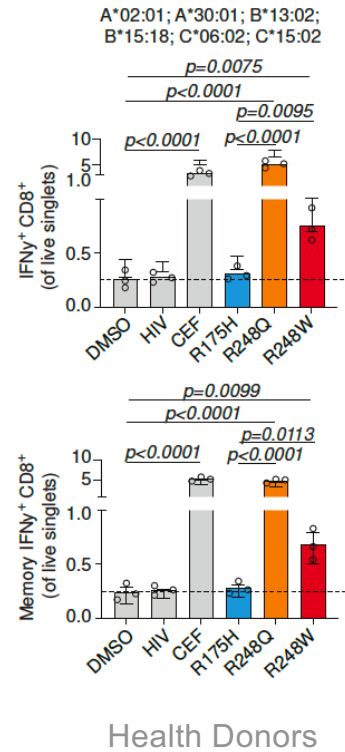 A*02:01; A*30:01; B*13:02;
B*15:18; C*06:02; C*15:02
p=0.0075
p<0.0001
p=0.0095
p<0.0001
p<0.0001
10
5
1.0
0.5
0.0
IFNy⁺ CD8⁺
(of live singlets)
DMSO
HIV
CEF
R175H
R248Q
R248W
p=0.0099
p<0.0001
p=0.0113
p<0.0001
p<0.0001
10
5
1.0
0.5
0.0
Memory IFNy⁺ CD8⁺
(of live singlets)
DMSO
HIV
CEF
R175H
R248Q
R248W
Health Donors